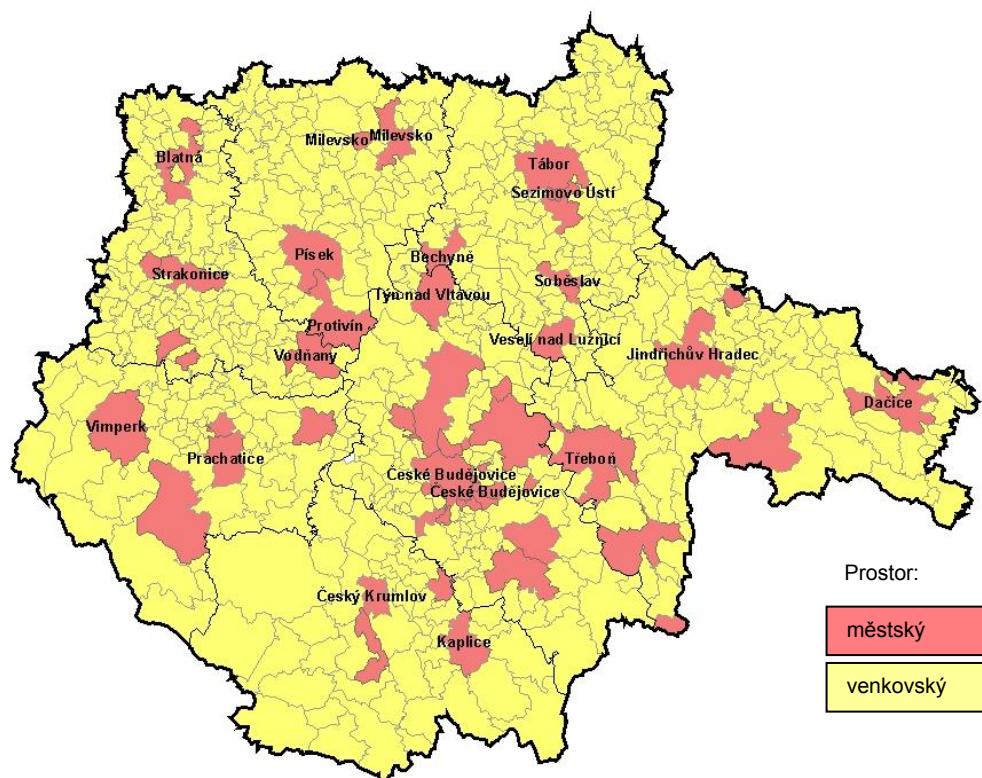 Milevsko Milevsko
Blatná
Tábor
Sezimovo Ústí
Písek
Bechyně
Strakonice
Soběslav
Týn nad Vltavou
Protivín
Veselí nad Lužnicí
Vodňany
Jindřichův Hradec
Dačice
Vimperk
Prachatice
Třeboň
České Budějovice
České Budějovice
Český Krumlov
Kaplice
Prostor:
městský
venkovský